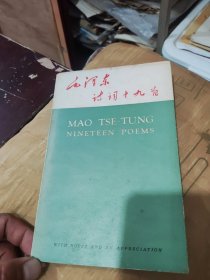 毛泽东
诗词十九首
MAO TSE-TUNG
NINETEEN POEMS
WITH NOTES AND AN APPRECIATION